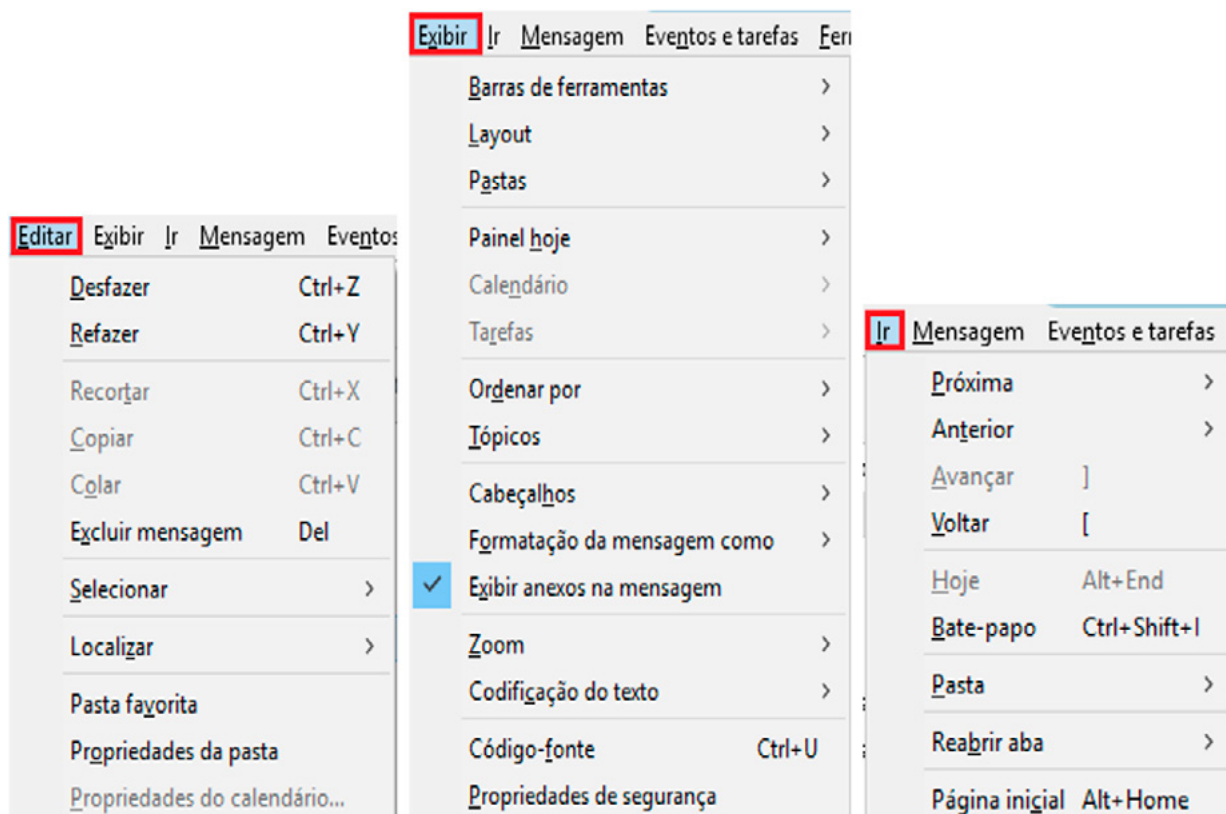 Editar Exibir Ir Mensagem Eventos
Desfazer Ctrl+Z
Refazer Ctrl+Y
Recortar Ctrl+X
Copiar Ctrl+C
Colar Ctrl+V
Excluir mensagem Del
Selecionar >
Localizar >
Pasta favorita
Propriedades da pasta
Propriedades do calendário...
Exibir Ir Mensagem Eventos e tarefas Ferr
Barras de ferramentas >
Layout >
Pastas >
Painel hoje >
Calendário >
Tarefas >
Ordenar por >
Tópicos >
Cabeçalhos >
Formatação da mensagem como >
✓ Exibir anexos na mensagem
Zoom >
Codificação do texto >
Código-fonte Ctrl+U
Propriedades de segurança
Ir Mensagem Eventos e tarefas
Próxima >
Anterior >
Avançar ]
Voltar [
Hoje Alt+End
Bate-papo Ctrl+Shift+I
Pasta >
Reabrir aba >
Página inicial Alt+Home